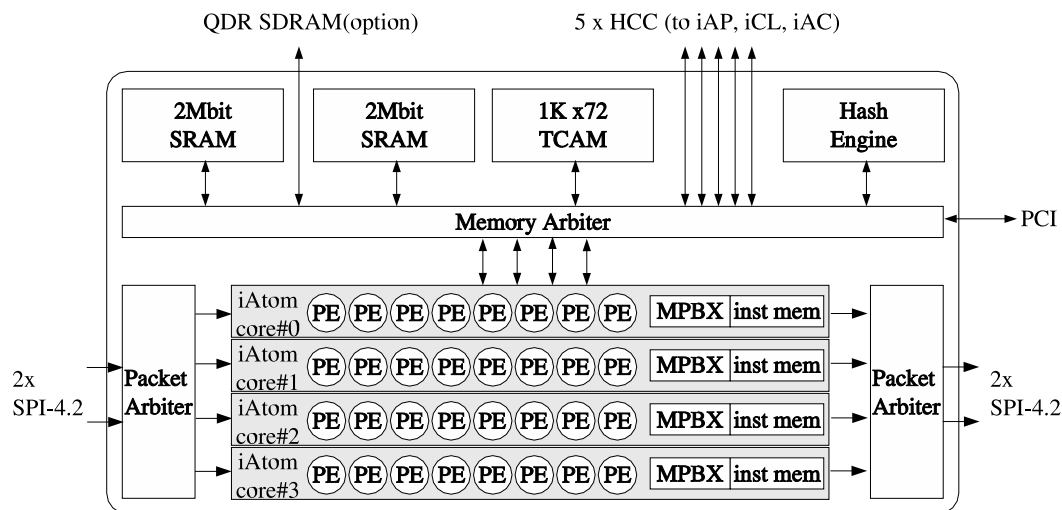 QDR SDRAM(option)
5 x HCC (to iAP, iCL, iAC)
2Mbit
SRAM
2Mbit
SRAM
1K x72
TCAM
Hash
Engine
Memory Arbiter
PCI
iAtom
core#0
PE PE PE PE PE PE PE PE
MPBX inst mem
iAtom
core#1
PE PE PE PE PE PE PE PE
MPBX inst mem
iAtom
core#2
PE PE PE PE PE PE PE PE
MPBX inst mem
iAtom
core#3
PE PE PE PE PE PE PE PE
MPBX inst mem
2x
SPI-4.2
Packet
Arbiter
Packet
Arbiter
2x
SPI-4.2